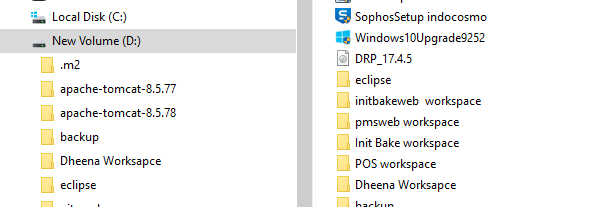 Local Disk (C:)
New Volume (D:)
.m2
apache-tomcat-8.5.77
apache-tomcat-8.5.78
backup
Dheena Worksapce
eclipse
SophosSetup indocosmo
Windows10Upgrade9252
DRP_17.4.5
eclipse
initbakeweb  workspace
pmsweb workspace
Init Bake workspace
POS workspace
Dheena Worksapce
backup